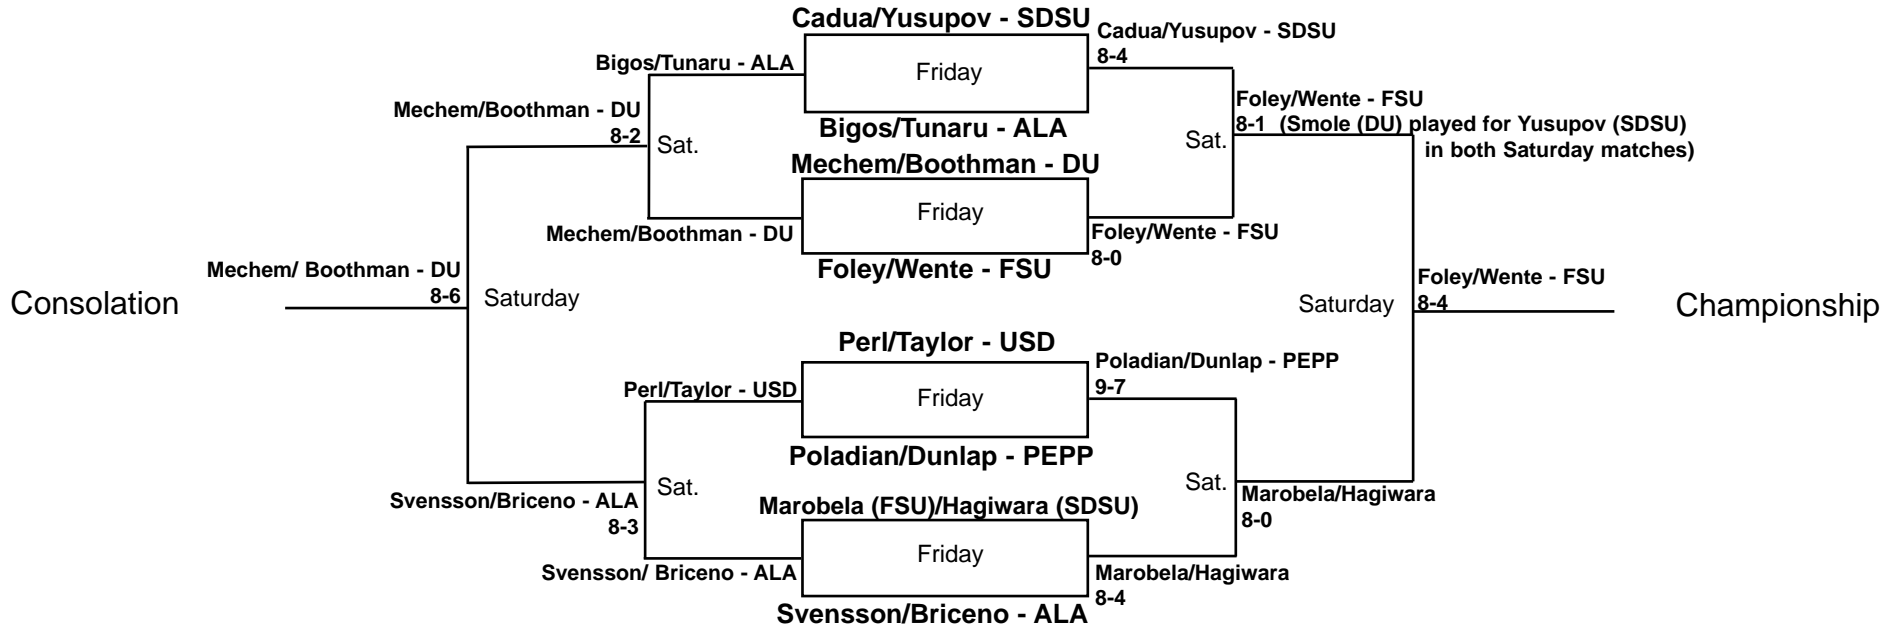 Cadua/Yusupov - SDSU
Cadua/Yusupov - SDSU
8-4
Bigos/Tunaru - ALA
Friday
Mechem/Boothman - DU
8-2
Foley/Wente - FSU
8-1 (Smole (DU) played for Yusupov (SDSU)
in both Saturday matches)
Bigos/Tunaru - ALA
Sat.
Sat.
Mechem/Boothman - DU
Friday
Mechem/Boothman - DU
Foley/Wente - FSU
8-0
Foley/Wente - FSU
Mechem/ Boothman - DU
8-6
Foley/Wente - FSU
8-4
Consolation
Saturday
Saturday
Championship
Perl/Taylor - USD
Poladian/Dunlap - PEPP
9-7
Perl/Taylor - USD
Friday
Poladian/Dunlap - PEPP
Sat.
Sat.
Svensson/Briceno - ALA
8-3
Marobela/Hagiwara
8-0
Marobela (FSU)/Hagiwara (SDSU)
Friday
Svensson/ Briceno - ALA
Marobela/Hagiwara
8-4
Svensson/Briceno - ALA